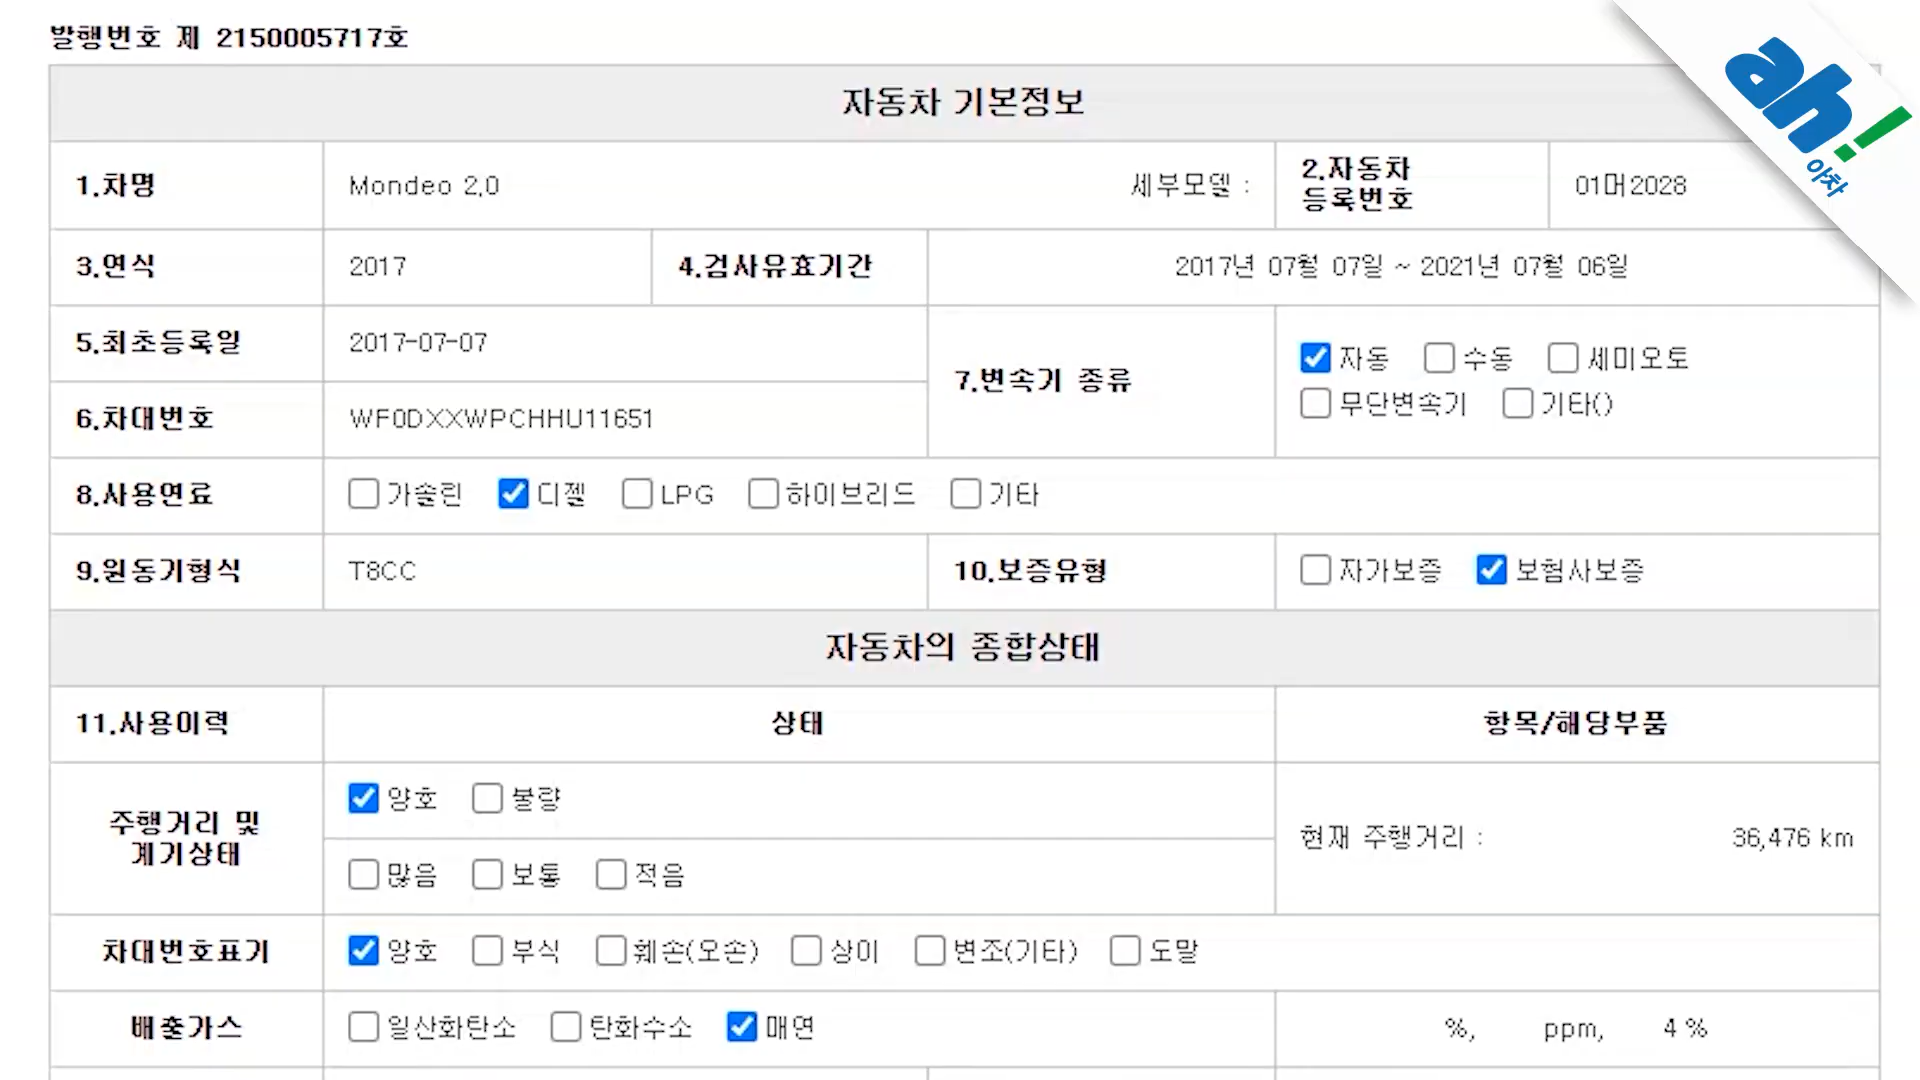 발행번호 제 2150005717호
자동차 기본정보
1.차명 Mondeo 2.0 세부모델 : 2.자동차 등록번호 01머2028
3.연식 2017 4.검사유효기간 2017년 07월 07일 ~ 2021년 07월 06일
5.최초등록일 2017-07-07
7.변속기 종류 자동 수동 세미오토
무단변속기 기타()
6.차대번호 WF0DXXWPCHHU11651
8.사용연료 가솔린 디젤 LPG 하이브리드 기타
9.원동기형식 T8CC 10.보증유형 자가보증 보험사보증
자동차의 종합상태
11.사용이력 상태 항목/해당부품
주행거리 및
계기상태
양호 불량
많음 보통 적음
현재 주행거리 : 36,476 km
차대번호표기 양호 부식 훼손(오손) 상이 변조(기타) 도말
배출가스 일산화탄소 탄화수소 매연 %, ppm, 4 %
ah!
아차